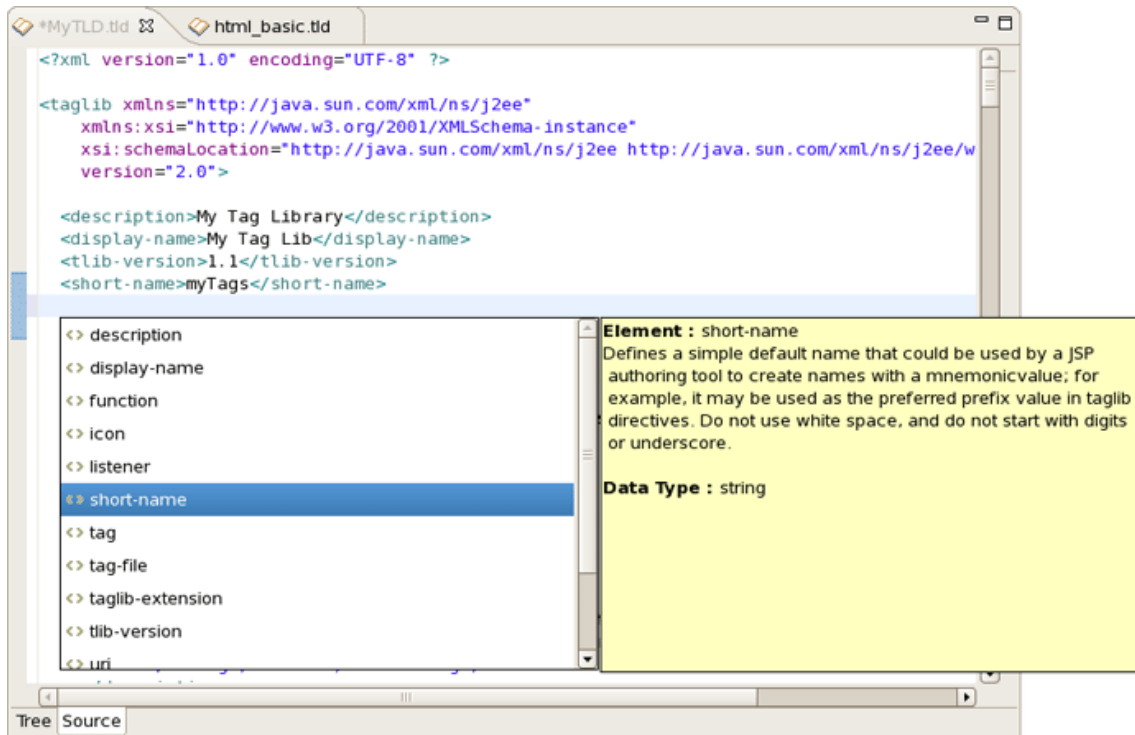 *MyTLD.tld html_basic.tld
<?xml version="1.0" encoding="UTF-8" ?>
<taglib xmlns="http://java.sun.com/xml/ns/j2ee"
xmlns:xsi="http://www.w3.org/2001/XMLSchema-instance"
xsi:schemaLocation="http://java.sun.com/xml/ns/j2ee http://java.sun.com/xml/ns/j2ee/w
version="2.0">
<description>My Tag Library</description>
<display-name>My Tag Lib</display-name>
<tlib-version>1.1</tlib-version>
<short-name>myTags</short-name>
<> description
<> display-name
<> function
<> icon
<> listener
<> short-name
<> tag
<> tag-file
<> taglib-extension
<> tlib-version
<> uri
Element : short-name
Defines a simple default name that could be used by a JSP
authoring tool to create names with a mnemonicvalue; for
example, it may be used as the preferred prefix value in taglib
directives. Do not use white space, and do not start with digits
or underscore.
Data Type : string
Tree Source